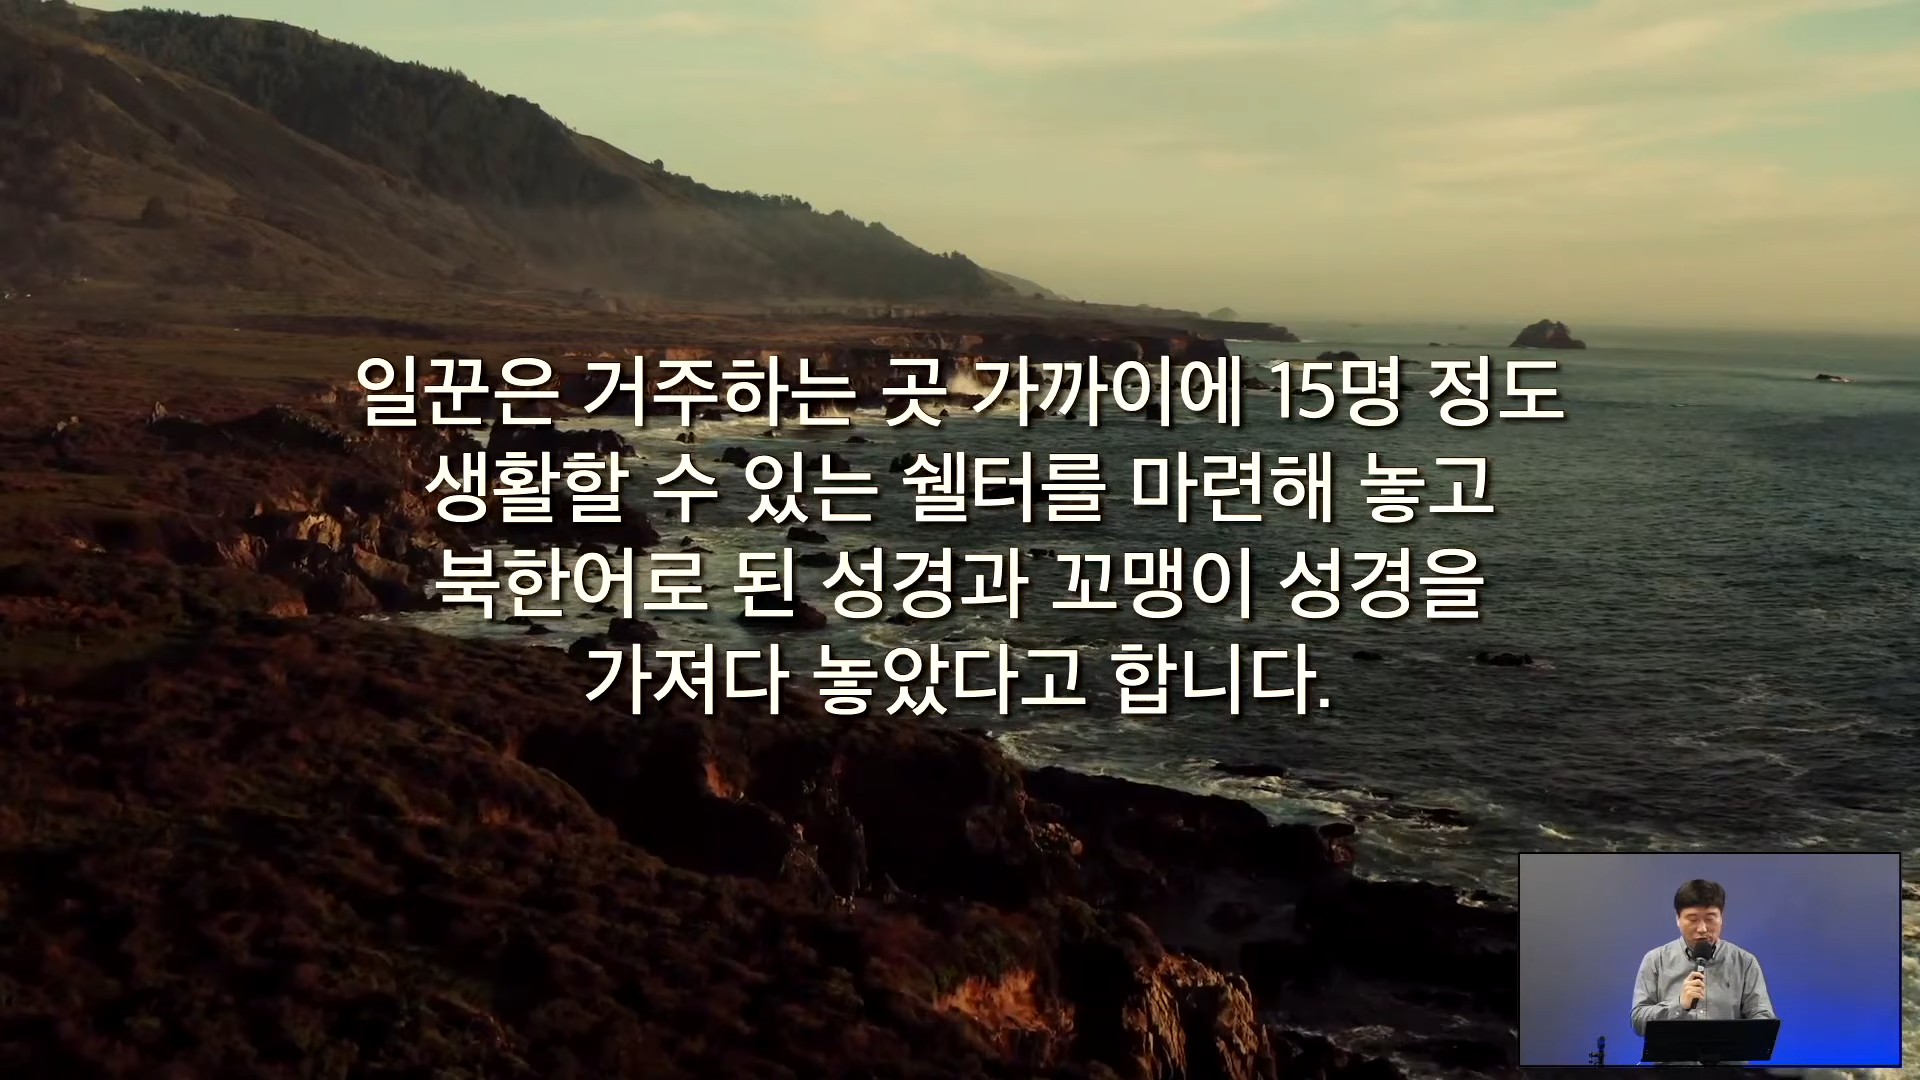 일꾼은 거주하는 곳 가까이에 15명 정도
생활할 수 있는 쉘터를 마련해 놓고
북한어로 된 성경과 꼬맹이 성경을
가져다 놓았다고 합니다.